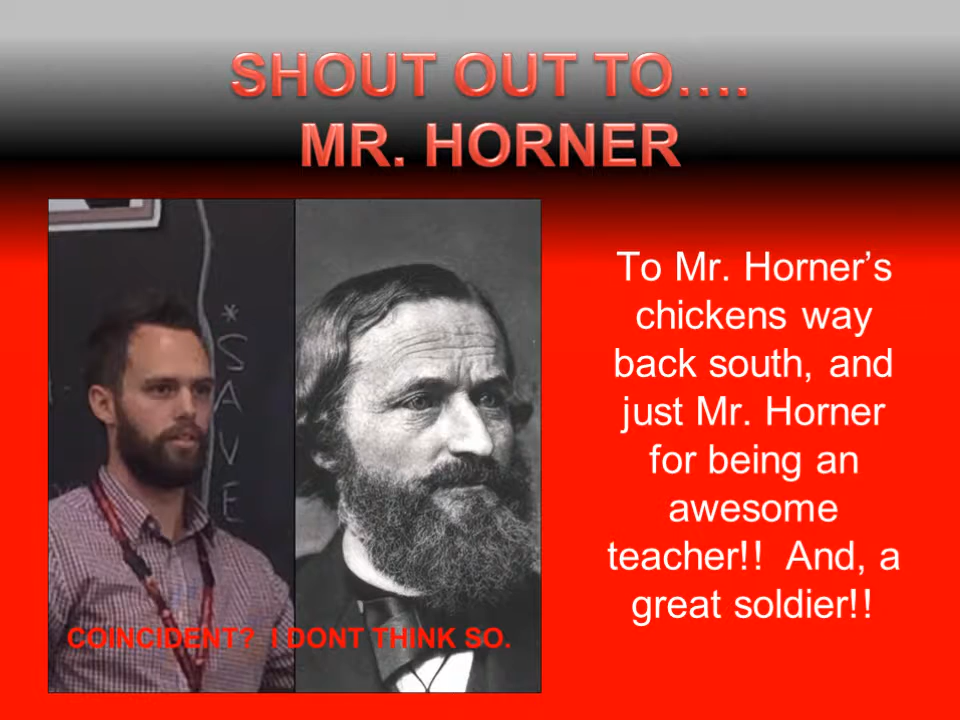 SHOUT OUT TO….
MR. HORNER
To Mr. Horner’s
chickens way
back south, and
just Mr. Horner
for being an
awesome
teacher!!  And, a
great soldier!!
*SAVE
COINCIDENT?  I DONT THINK SO.